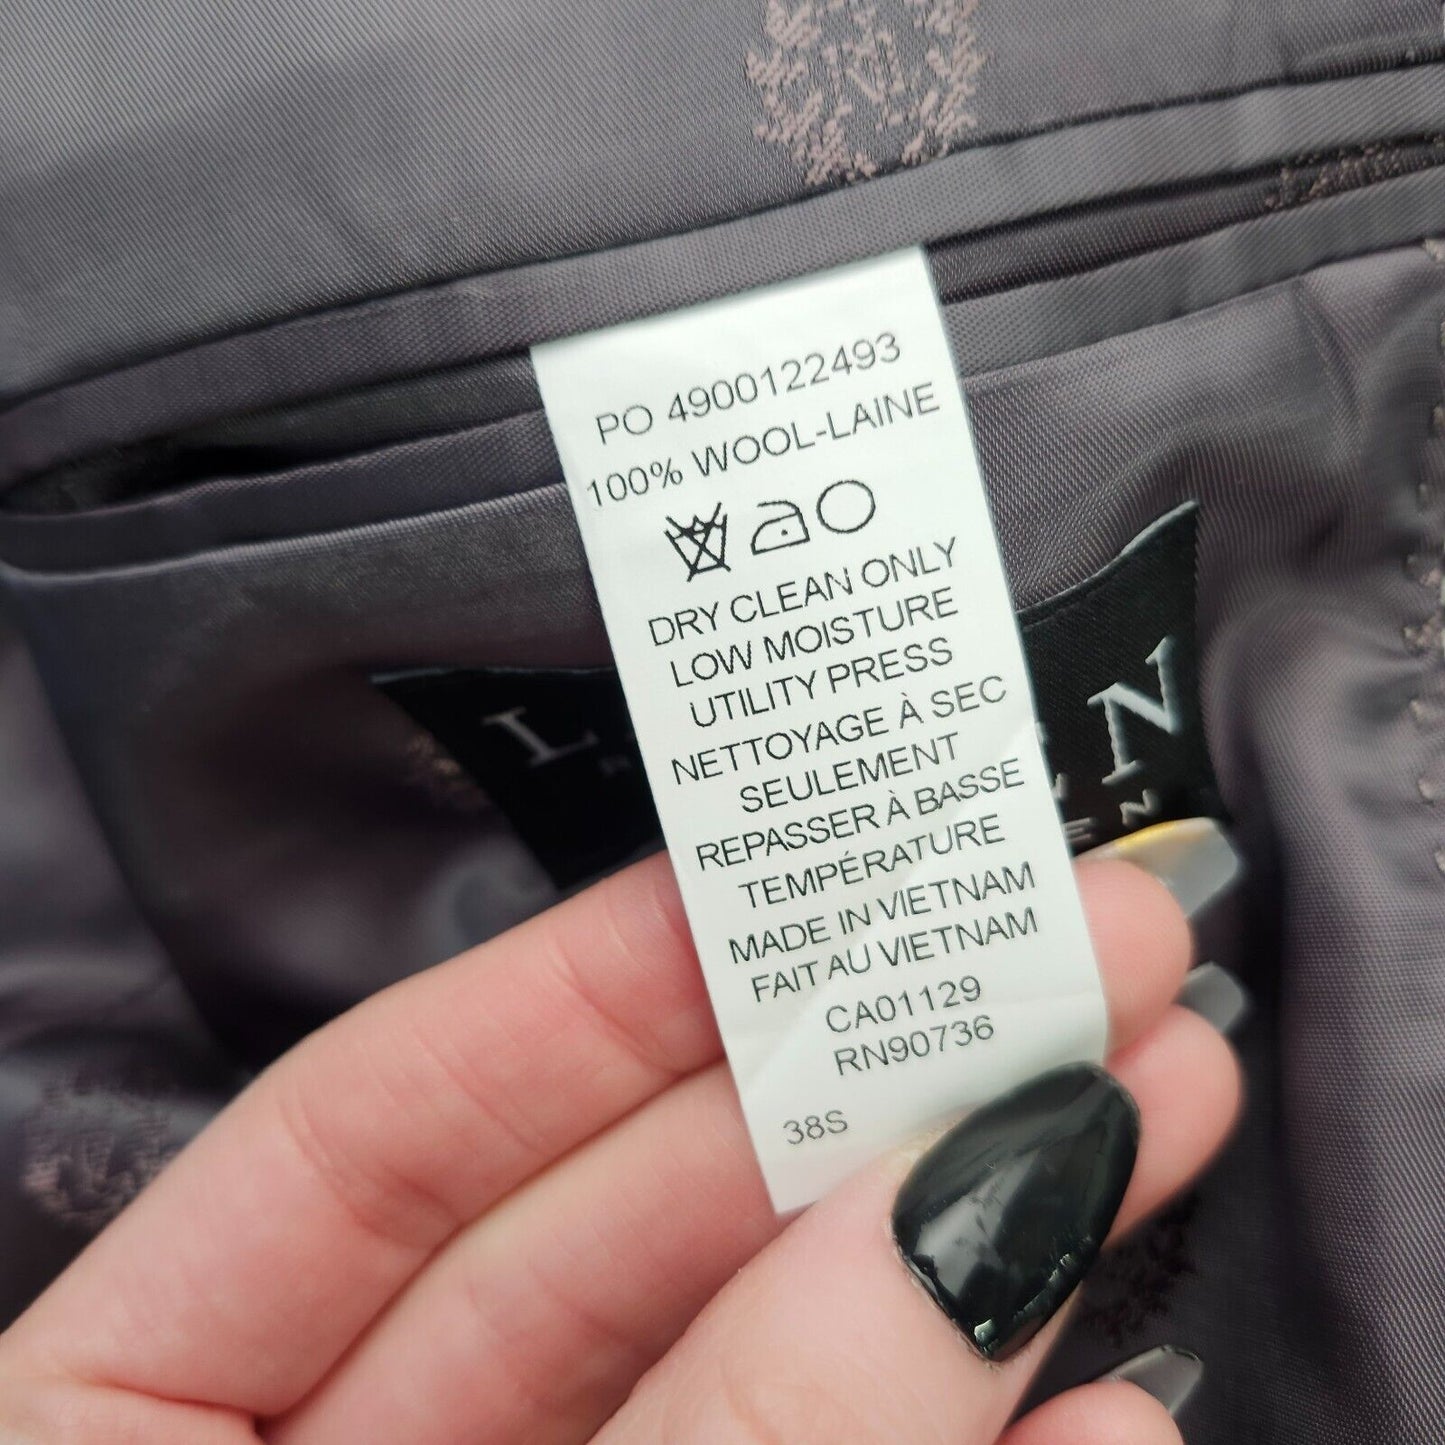 PO 4900122493
100% WOOL-LAINE
DRY CLEAN ONLY
LOW MOISTURE
UTILITY PRESS
NETTOYAGE À SEC
SEULEMENT
REPASSER À BASSE
TEMPÉRATURE
MADE IN VIETNAM
FAIT AU VIETNAM
CA01129
RN90736
38S